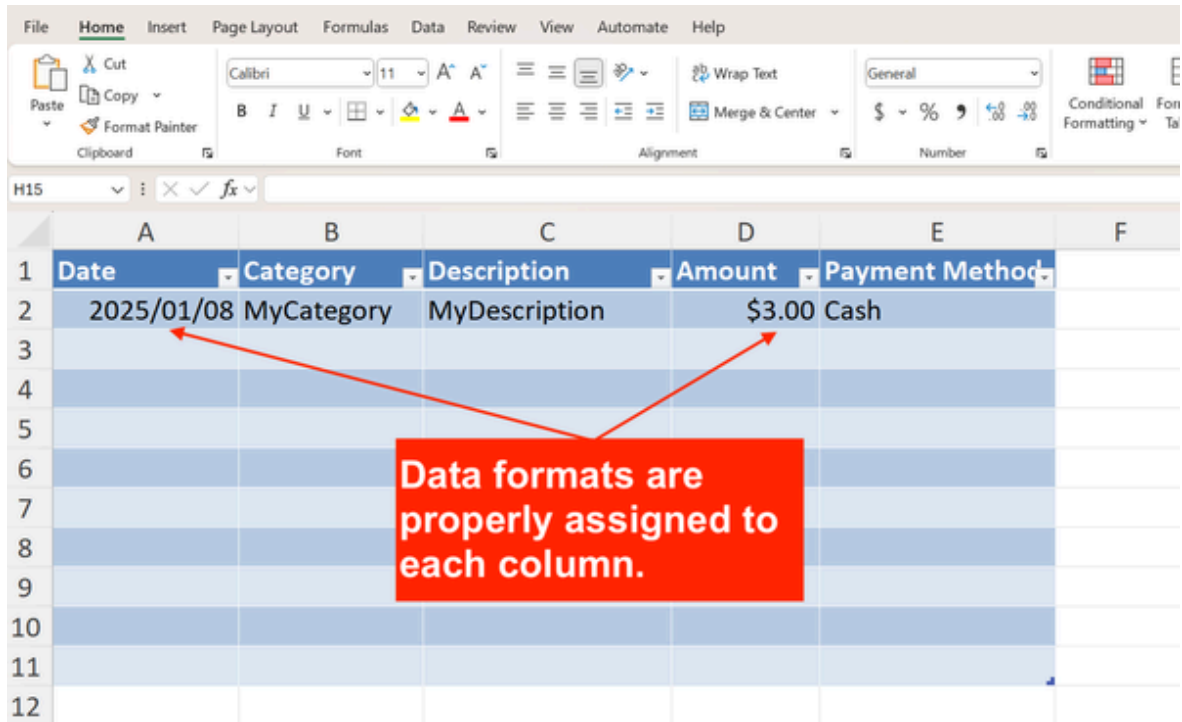 File Home Insert Page Layout Formulas Data Review View Automate Help
Paste
Cut
Copy
Format Painter
Clipboard
Calibri 11 A A
B I U A
Font
Wrap Text
Merge & Center
Alignment
General
$ % 9 .00
Number
Conditional
Formatting
H15 fx
A B C D E F
1 Date Category Description Amount Payment Method
2 2025/01/08 MyCategory MyDescription $3.00 Cash
3
4
5
6
7
8
9
10
11
12
Data formats are
properly assigned to
each column.